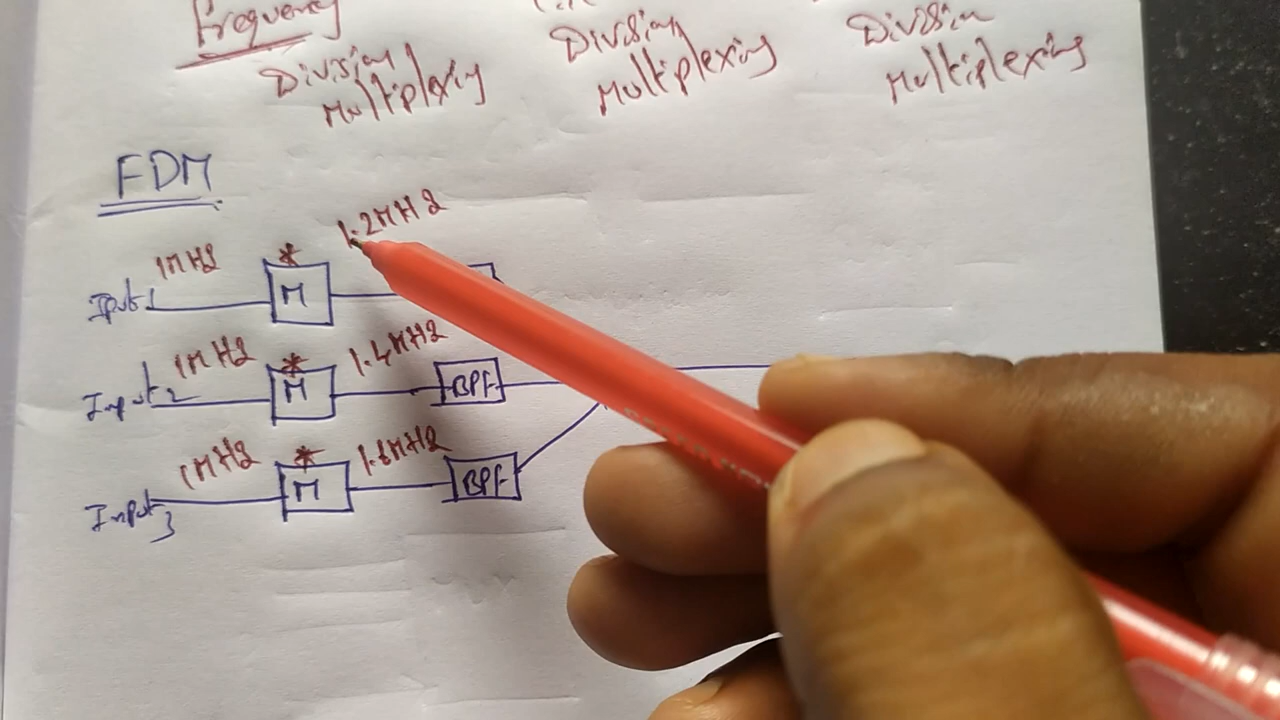 Frequency
Division
Multiplexing
Division
Multiplexing
Division
Multiplexing
FDM
1MHz
*
1.2MHz
Iput 1
M
1MHz
*
1.4MHz
Input 2
M
BPF
1MHz
*
1.6MHz
Input 3
M
BPF